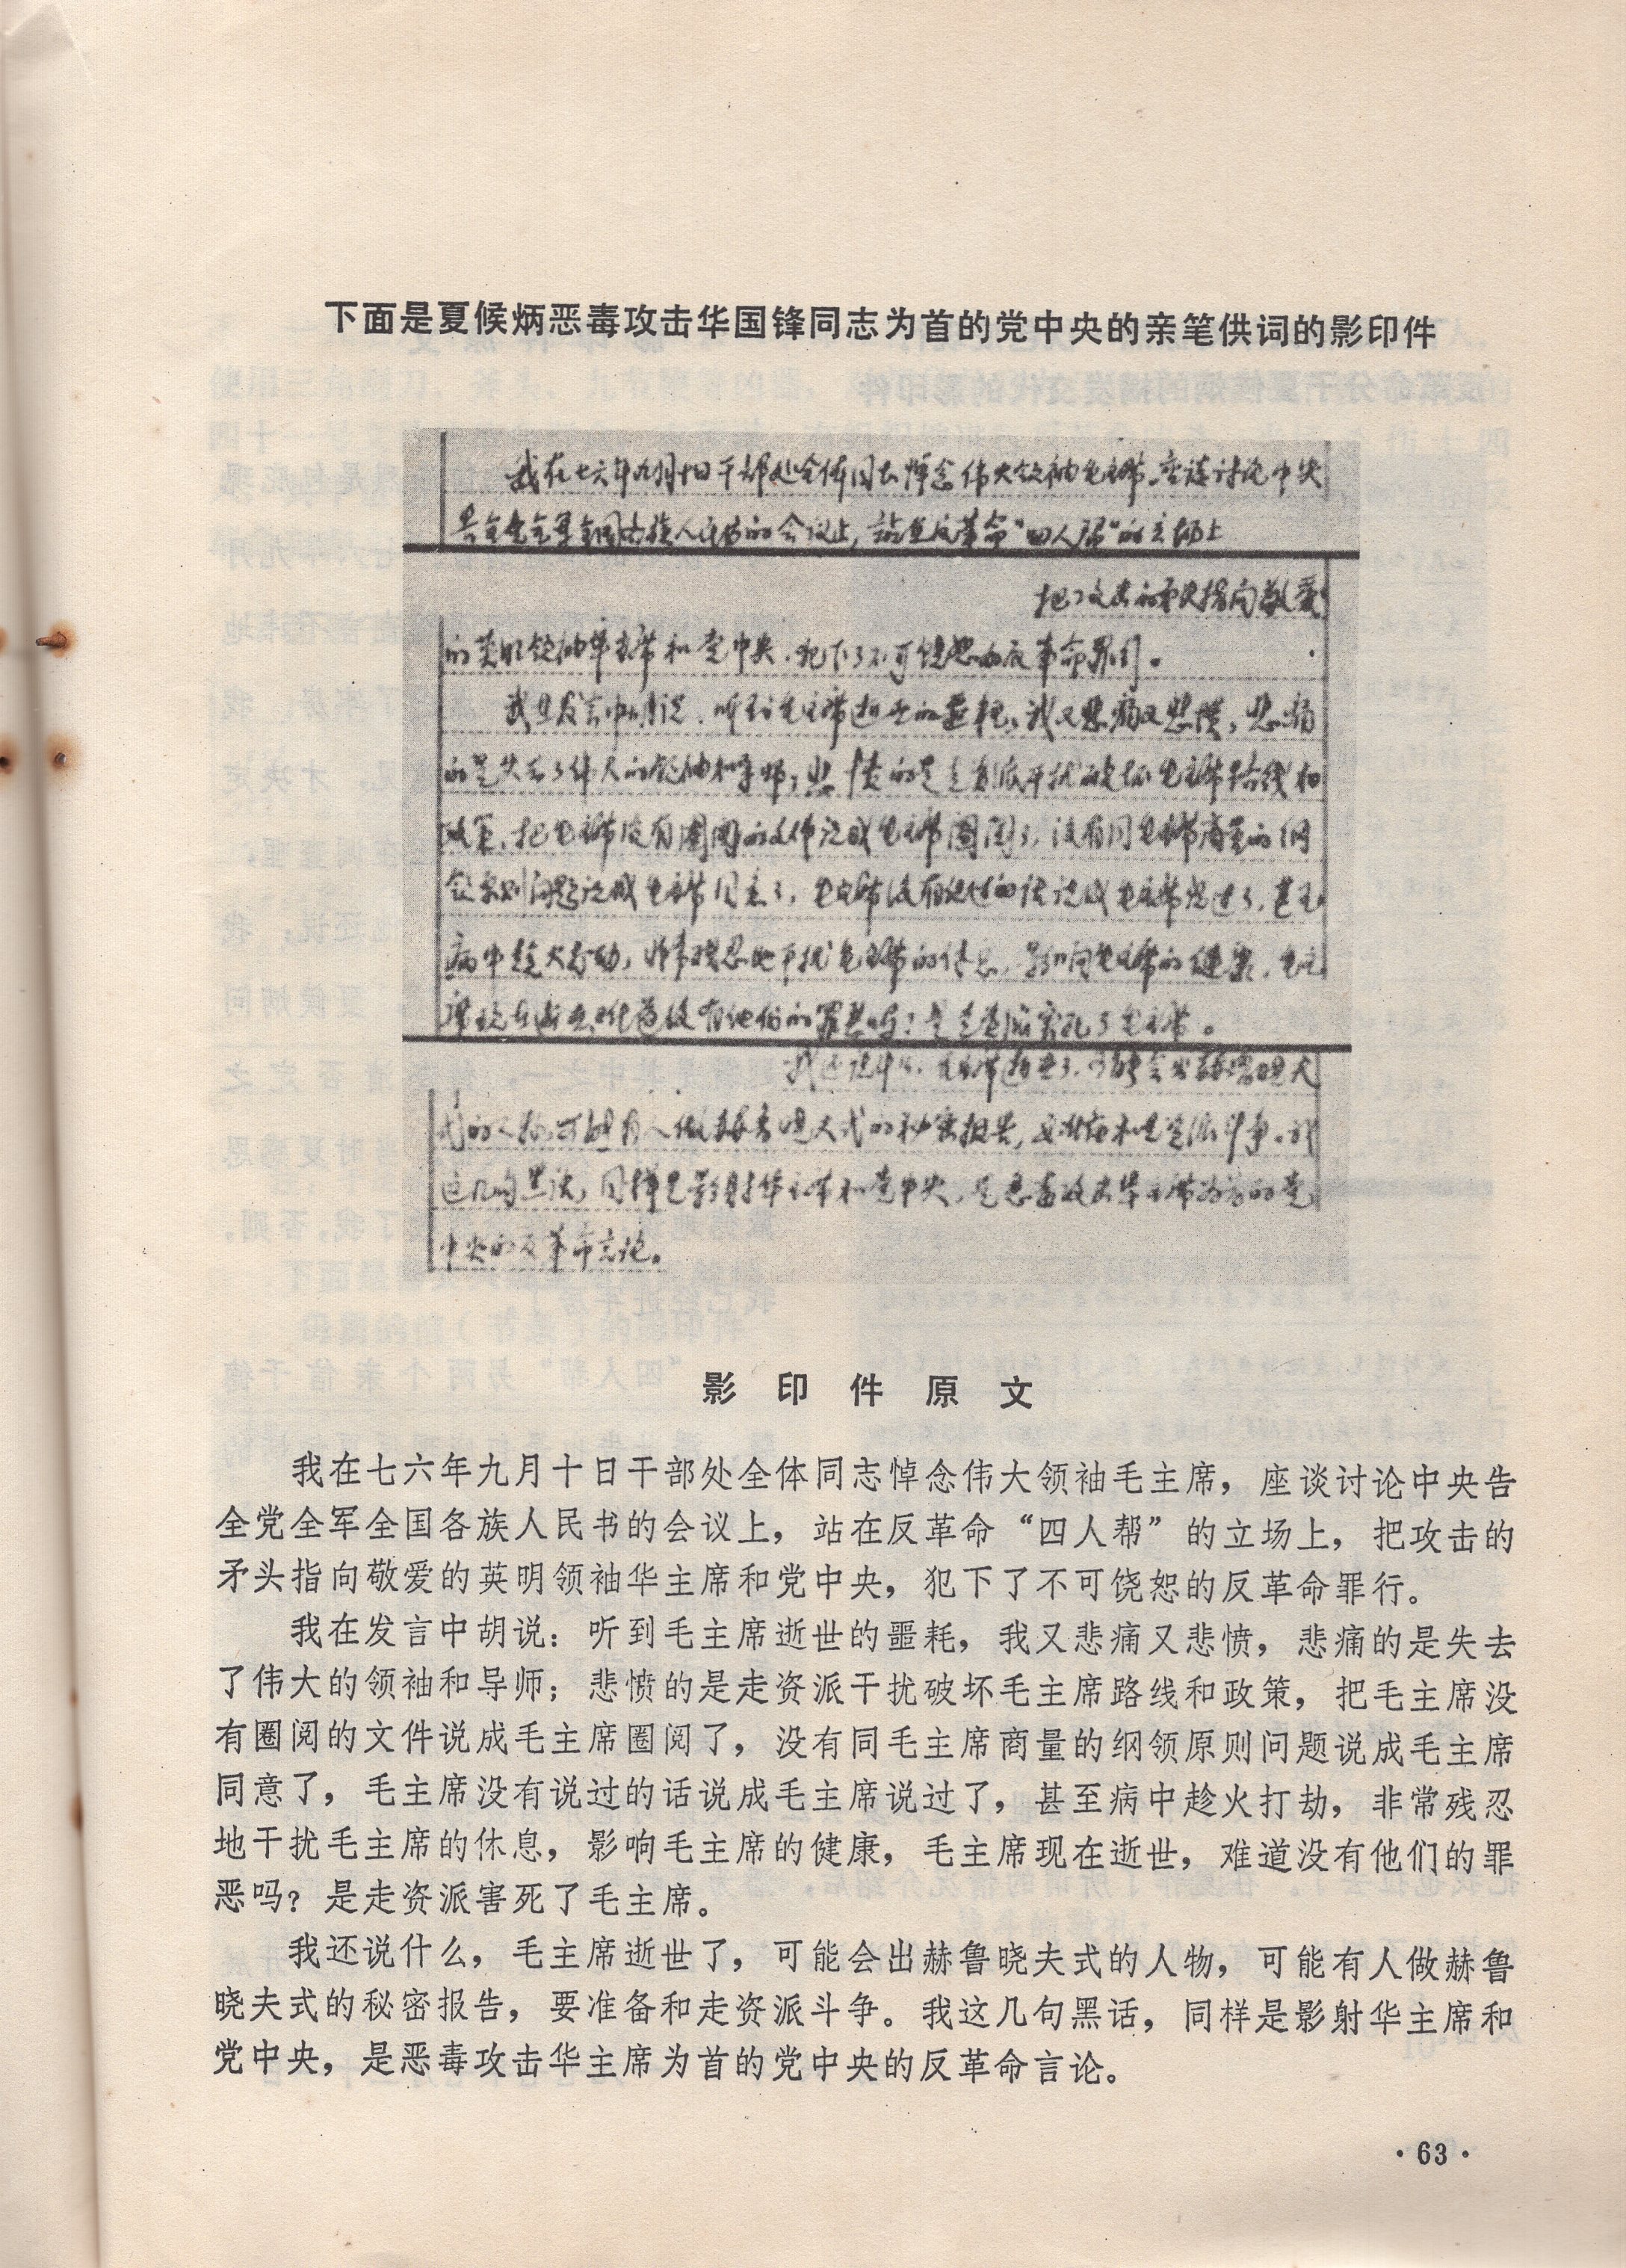 下面是夏候炳恶毒攻击华国锋同志为首的党中央的亲笔供词的影印件
我在七六年九月十日干部处全体同志悼念伟大领袖毛主席。座谈讨论中央
告全党全军全国各族人民书的会议上，站在反革命“四人帮”的立场上
把攻击的矛头指向敬爱
的英明领袖华主席和党中央，犯下了不可饶恕的反革命罪行。
我在发言中胡说，听到毛主席逝世的噩耗，我又悲痛又悲愤，悲痛
的是失去了伟大的领袖和导师；悲愤的是走资派干扰破坏毛主席路线和
政策，把毛主席没有圈阅的文件说成毛主席圈阅了，没有同毛主席商量的纲
领原则问题说成毛主席同意了，毛主席没有说过的话说成毛主席说过了，甚至
病中趁火打劫，非常残忍地干扰毛主席的休息，影响毛主席的健康，毛主
席现在逝世，难道没有他们的罪恶吗？是走资派害死了毛主席。
我还说什么，毛主席逝世了，可能会出赫鲁晓夫
式的人物，可能有人做赫鲁晓夫式的秘密报告，要准备和走资派斗争。我
这几句黑话，同样是影射华主席和党中央，是恶毒攻击华主席为首的党
中央的反革命言论。
影印件原文
我在七六年九月十日干部处全体同志悼念伟大领袖毛主席，座谈讨论中央告
全党全军全国各族人民书的会议上，站在反革命“四人帮”的立场上，把攻击的
矛头指向敬爱的英明领袖华主席和党中央，犯下了不可饶恕的反革命罪行。
我在发言中胡说：听到毛主席逝世的噩耗，我又悲痛又悲愤，悲痛的是失去
了伟大的领袖和导师；悲愤的是走资派干扰破坏毛主席路线和政策，把毛主席没
有圈阅的文件说成毛主席圈阅了，没有同毛主席商量的纲领原则问题说成毛主席
同意了，毛主席没有说过的话说成毛主席说过了，甚至病中趁火打劫，非常残忍
地干扰毛主席的休息，影响毛主席的健康，毛主席现在逝世，难道没有他们的罪
恶吗？是走资派害死了毛主席。
我还说什么，毛主席逝世了，可能会出赫鲁晓夫式的人物，可能有人做赫鲁
晓夫式的秘密报告，要准备和走资派斗争。我这几句黑话，同样是影射华主席和
党中央，是恶毒攻击华主席为首的党中央的反革命言论。
·63·